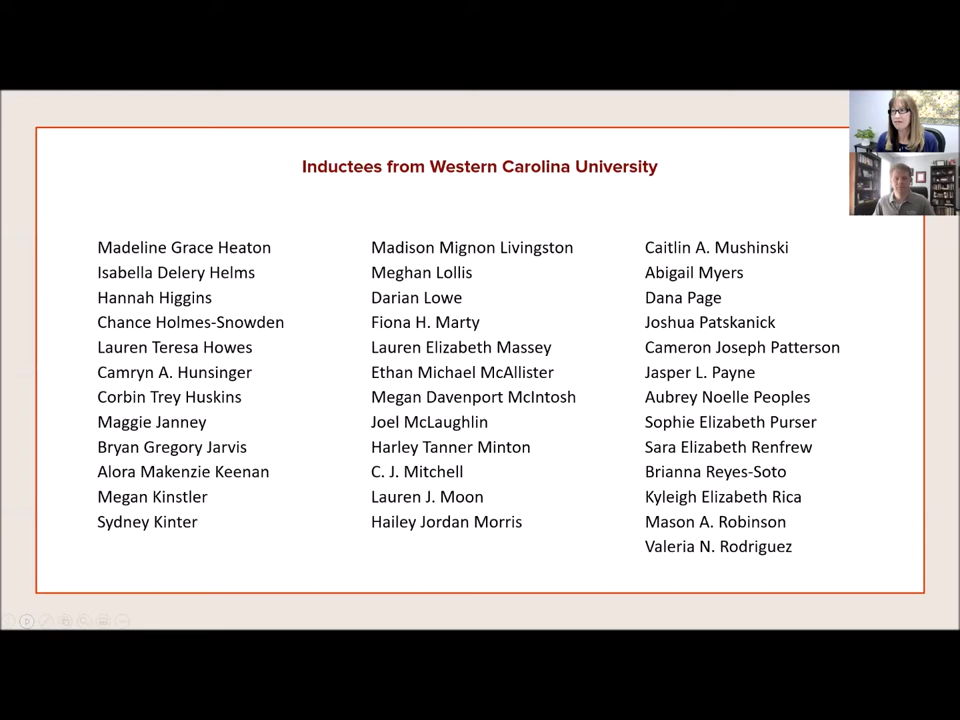 Inductees from Western Carolina University
Madeline Grace Heaton
Isabella Delery Helms
Hannah Higgins
Chance Holmes-Snowden
Lauren Teresa Howes
Camryn A. Hunsinger
Corbin Trey Huskins
Maggie Janney
Bryan Gregory Jarvis
Alora Makenzie Keenan
Megan Kinstler
Sydney Kinter
Madison Mignon Livingston
Meghan Lollis
Darian Lowe
Fiona H. Marty
Lauren Elizabeth Massey
Ethan Michael McAllister
Megan Davenport McIntosh
Joel McLaughlin
Harley Tanner Minton
C. J. Mitchell
Lauren J. Moon
Hailey Jordan Morris
Caitlin A. Mushinski
Abigail Myers
Dana Page
Joshua Patskanick
Cameron Joseph Patterson
Jasper L. Payne
Aubrey Noelle Peoples
Sophie Elizabeth Purser
Sara Elizabeth Renfrew
Brianna Reyes-Soto
Kyleigh Elizabeth Rica
Mason A. Robinson
Valeria N. Rodriguez